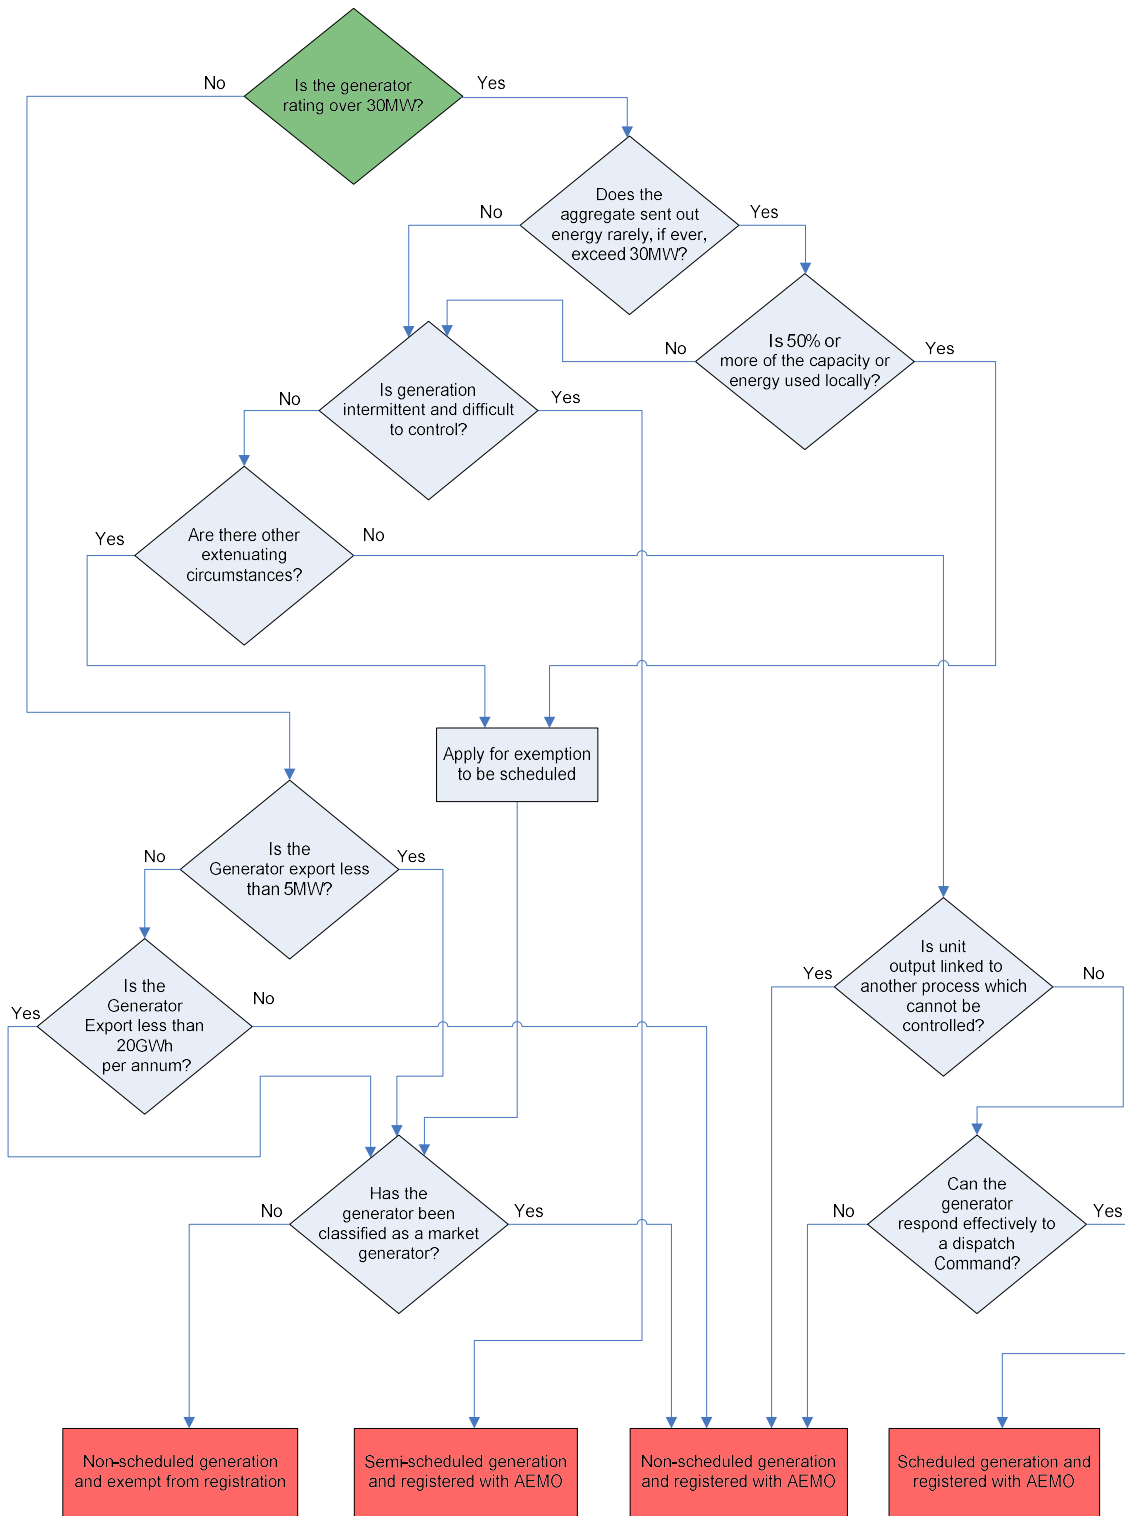 Is the generator
rating over 30MW?
No
Yes
Does the
aggregate sent out
energy rarely, if ever,
exceed 30MW?
No
Yes
Is 50% or
more of the capacity or
energy used locally?
No
Yes
Is generation
intermittent and difficult
to control?
No
Yes
Are there other
extenuating
circumstances?
Yes
No
Apply for exemption
to be scheduled
Is the
Generator export less
than 5MW?
No
Yes
Is the
Generator
Export less than
20GWh
per annum?
Yes
No
Is unit
output linked to
another process which
cannot be
controlled?
Yes
No
Has the
generator been
classified as a market
generator?
No
Yes
Can the
generator
respond effectively to
a dispatch
Command?
No
Yes
Non-scheduled generation
and exempt from registration
Semi-scheduled generation
and registered with AEMO
Non-scheduled generation
and registered with AEMO
Scheduled generation and
registered with AEMO